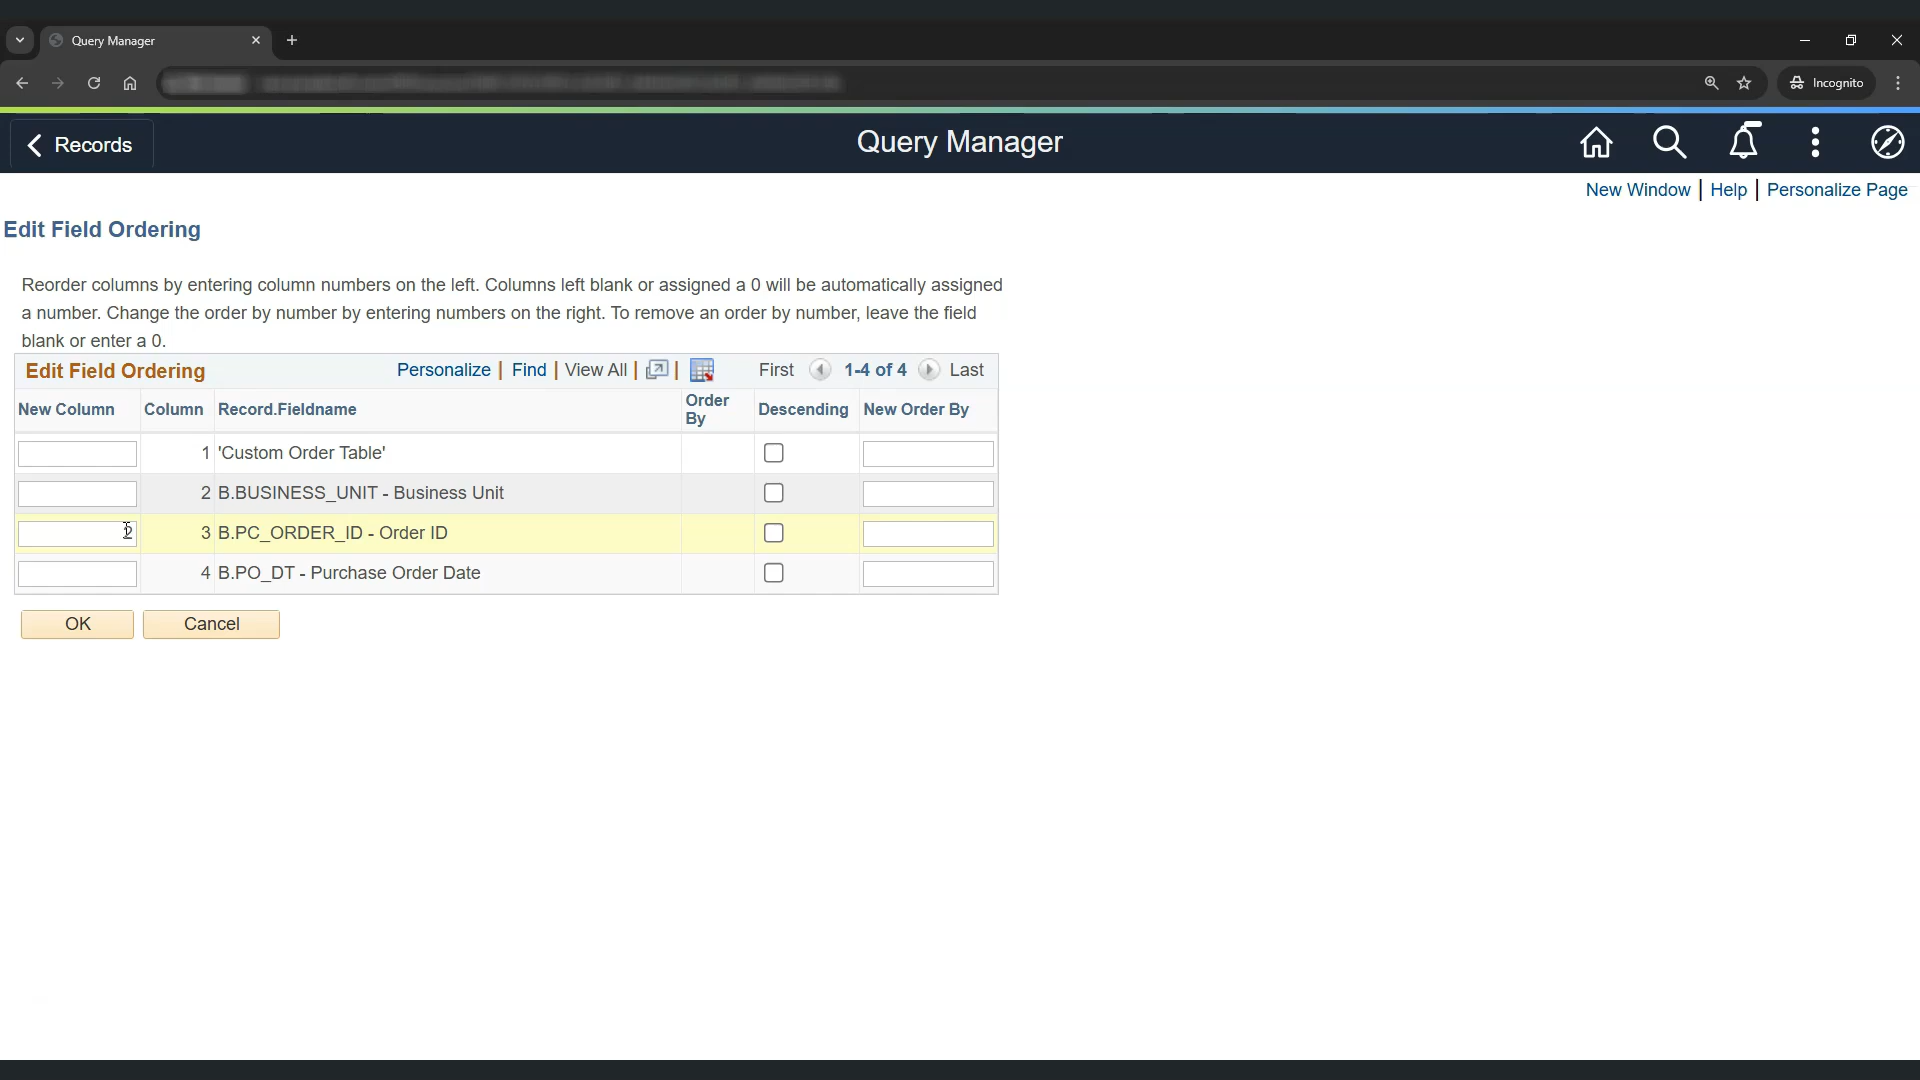 Query Manager
Incognito
Records
Query Manager
New Window | Help | Personalize Page
Edit Field Ordering
Reorder columns by entering column numbers on the left. Columns left blank or assigned a 0 will be automatically assigned
a number. Change the order by number by entering numbers on the right. To remove an order by number, leave the field
blank or enter a 0.
Edit Field Ordering Personalize | Find | View All | | First 1-4 of 4 Last
New Column Column Record.Fieldname Order By Descending New Order By
1 'Custom Order Table'
2 B.BUSINESS_UNIT - Business Unit
2 3 B.PC_ORDER_ID - Order ID
4 B.PO_DT - Purchase Order Date
OK Cancel